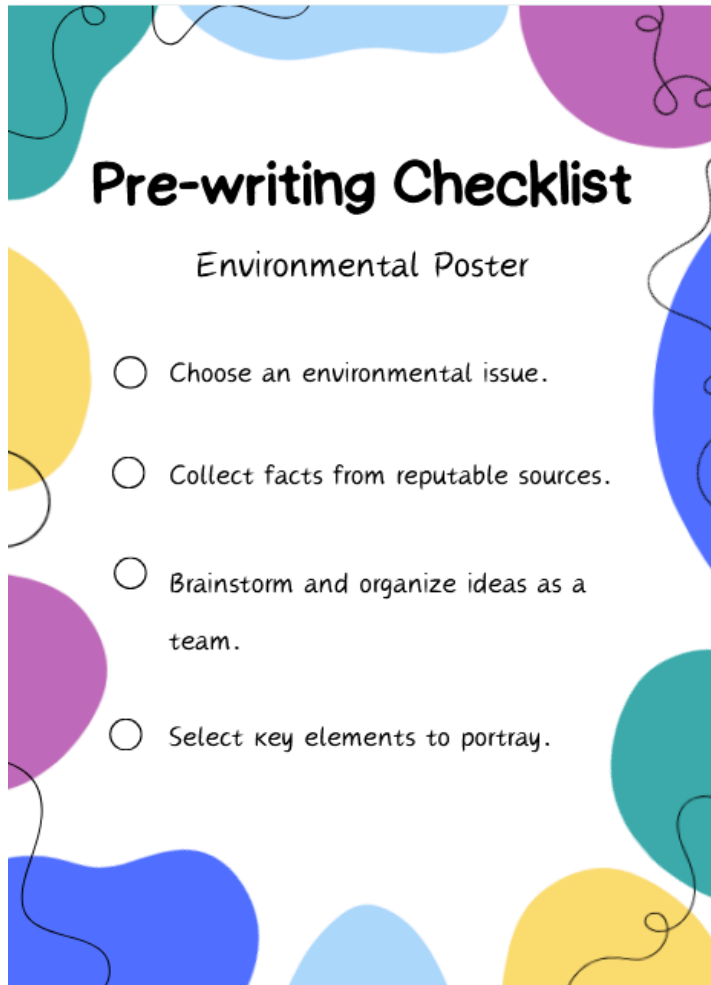 Pre-writing Checklist
Environmental Poster
Choose an environmental issue.
Collect facts from reputable sources.
Brainstorm and organize ideas as a
team.
Select key elements to portray.